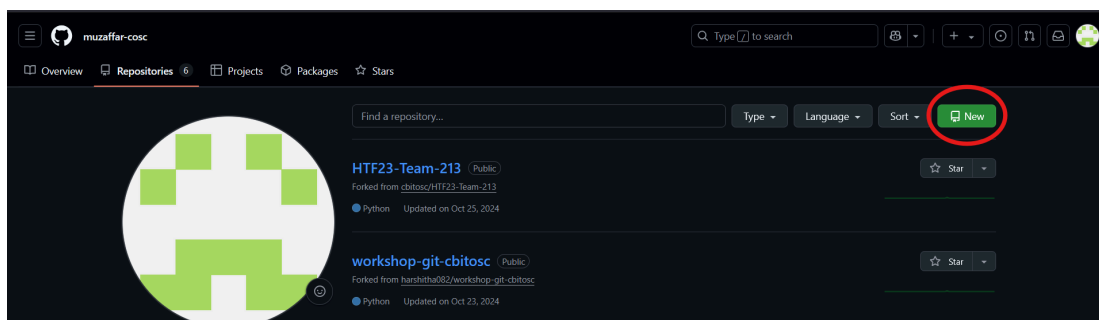 muzaffar-cosc
Type / to search
Overview Repositories 6 Projects Packages Stars
Find a repository... Type Language Sort New
HTF23-Team-213 Public
Star
Forked from cbitosc/HTF23-Team-213
Python Updated on Oct 25, 2024
workshop-git-cbitosc Public
Star
Forked from harshitha082/workshop-git-cbitosc
Python Updated on Oct 23, 2024